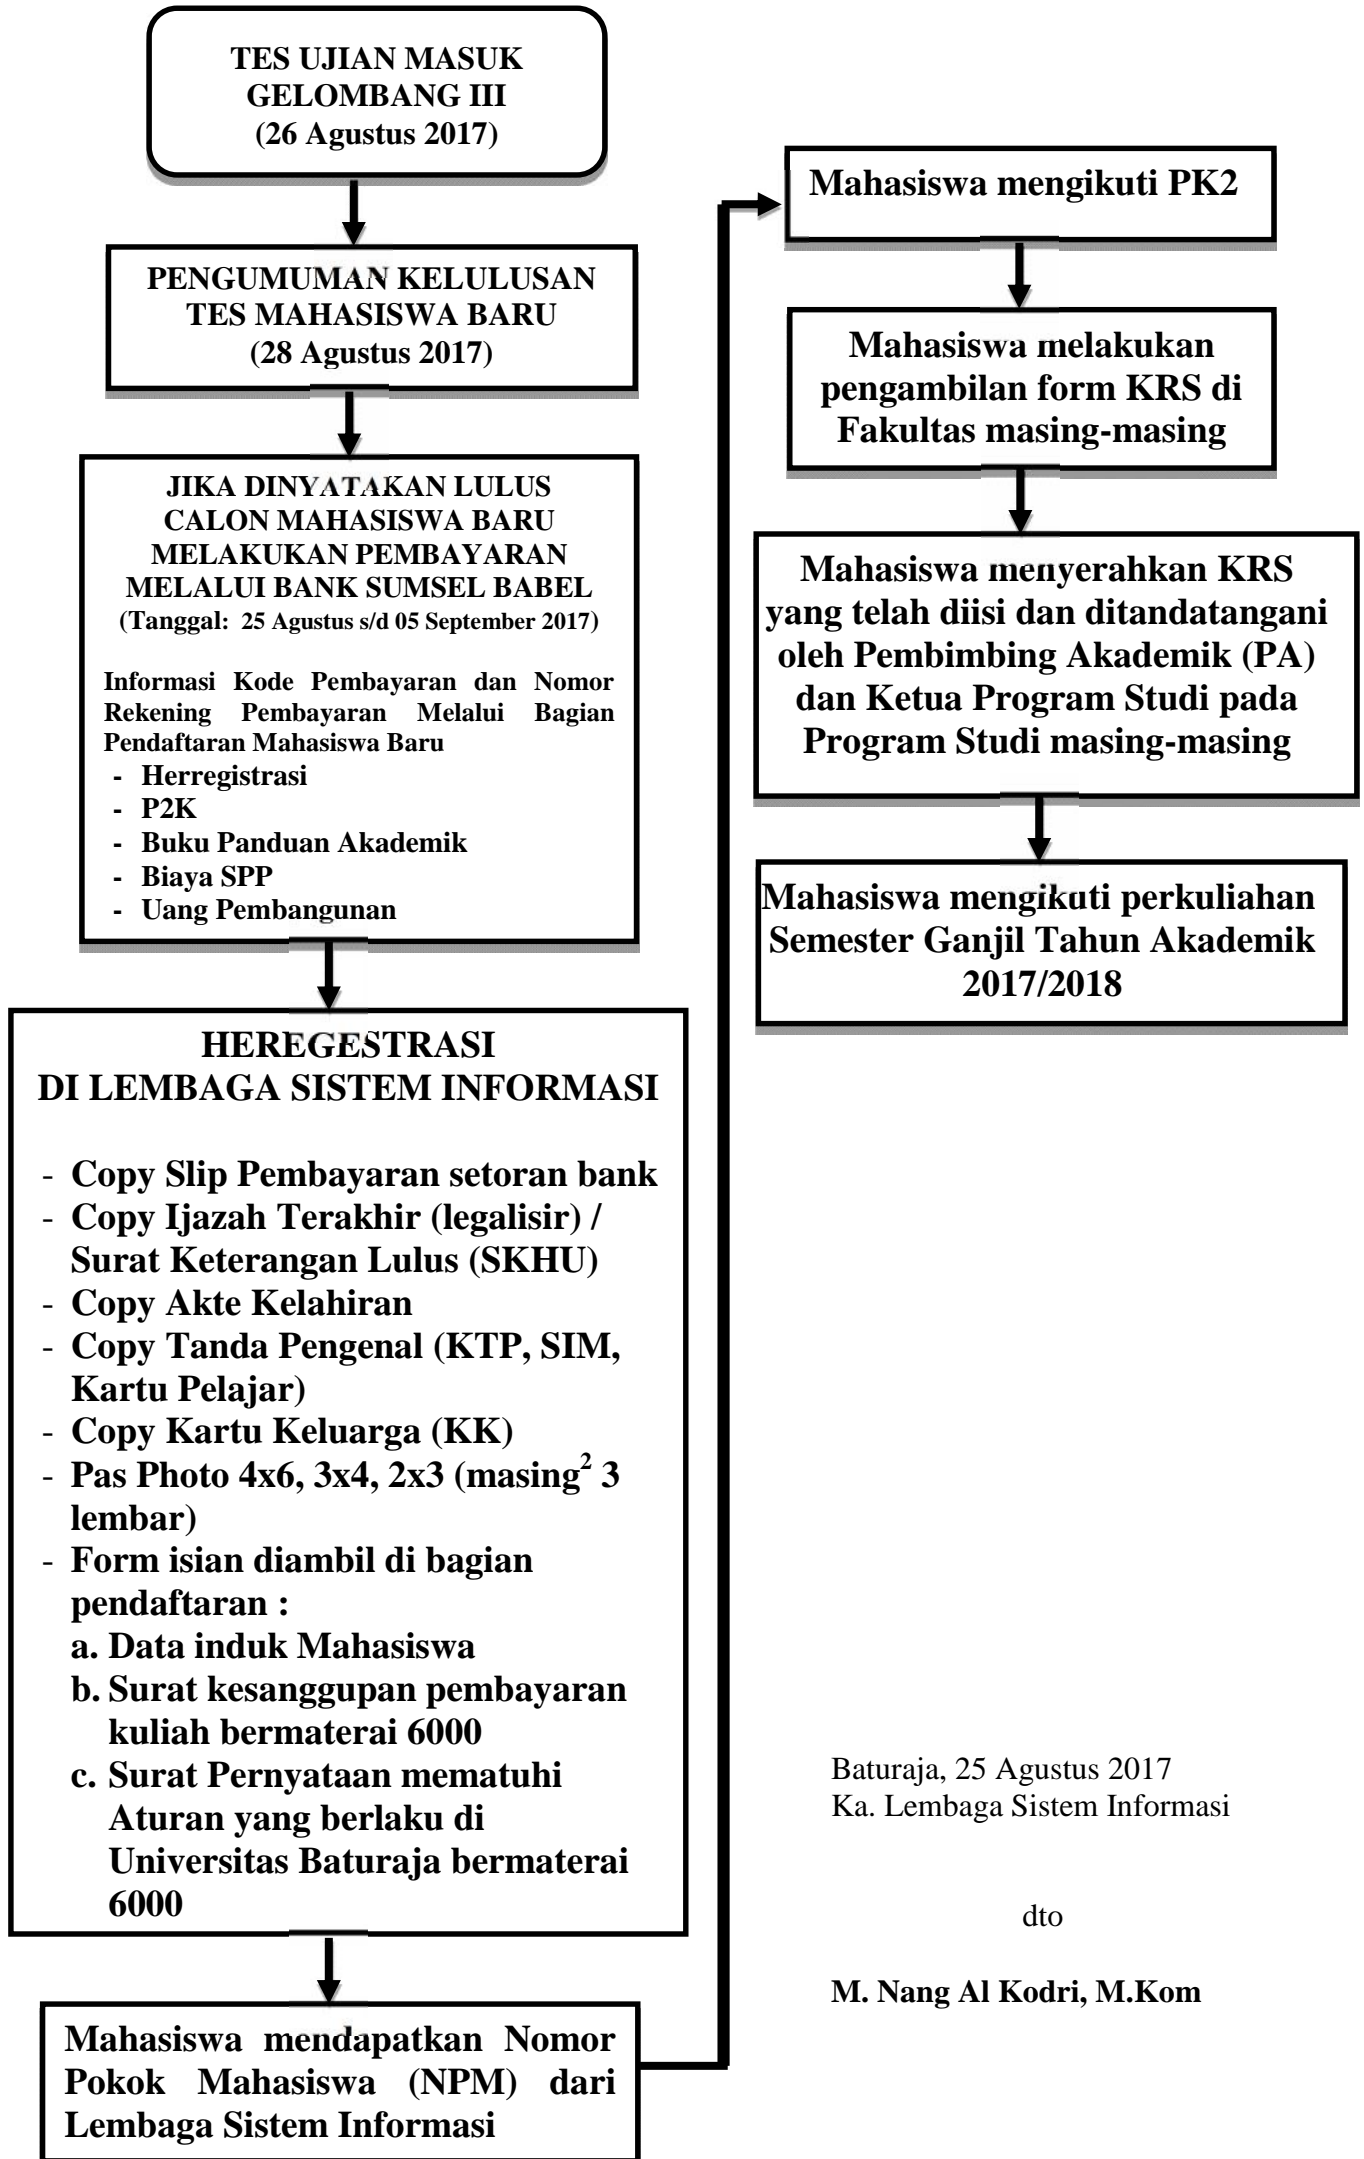 TES UJIAN MASUK
GELOMBANG III
(26 Agustus 2017)
PENGUMUMAN KELULUSAN
TES MAHASISWA BARU
(28 Agustus 2017)
JIKA DINYATAKAN LULUS
CALON MAHASISWA BARU
MELAKUKAN PEMBAYARAN
MELALUI BANK SUMSEL BABEL
(Tanggal: 25 Agustus s/d 05 September 2017)
Informasi Kode Pembayaran dan Nomor
Rekening Pembayaran Melalui Bagian
Pendaftaran Mahasiswa Baru
- Herregistrasi
- P2K
- Buku Panduan Akademik
- Biaya SPP
- Uang Pembangunan
HEREGESTRASI
DI LEMBAGA SISTEM INFORMASI
- Copy Slip Pembayaran setoran bank
- Copy Ijazah Terakhir (legalisir) /
Surat Keterangan Lulus (SKHU)
- Copy Akte Kelahiran
- Copy Tanda Pengenal (KTP, SIM,
Kartu Pelajar)
- Copy Kartu Keluarga (KK)
- Pas Photo 4x6, 3x4, 2x3 (masing² 3
lembar)
- Form isian diambil di bagian
pendaftaran :
a. Data induk Mahasiswa
b. Surat kesanggupan pembayaran
kuliah bermaterai 6000
c. Surat Pernyataan mematuhi
Aturan yang berlaku di
Universitas Baturaja bermaterai
6000
Mahasiswa mendapatkan Nomor
Pokok Mahasiswa (NPM) dari
Lembaga Sistem Informasi
Mahasiswa mengikuti PK2
Mahasiswa melakukan
pengambilan form KRS di
Fakultas masing-masing
Mahasiswa menyerahkan KRS
yang telah diisi dan ditandatangani
oleh Pembimbing Akademik (PA)
dan Ketua Program Studi pada
Program Studi masing-masing
Mahasiswa mengikuti perkuliahan
Semester Ganjil Tahun Akademik
2017/2018
Baturaja, 25 Agustus 2017
Ka. Lembaga Sistem Informasi
dto
M. Nang Al Kodri, M.Kom